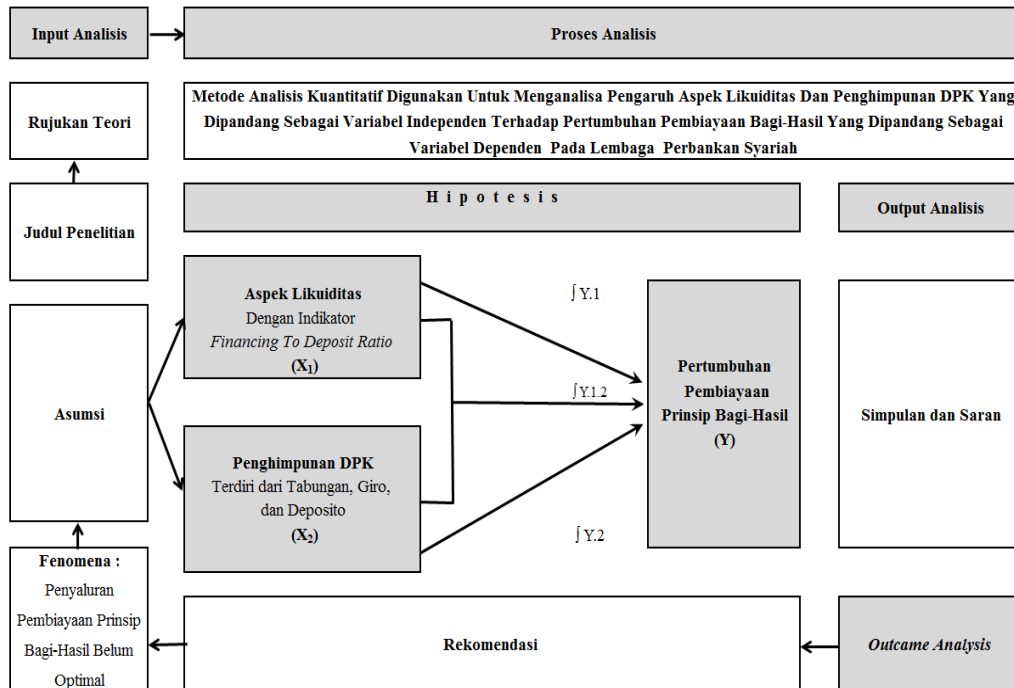 Input Analisis
Proses Analisis
Rujukan Teori
Metode Analisis Kuantitatif Digunakan Untuk Menganalisa Pengaruh Aspek Likuiditas Dan Penghimpunan DPK Yang
Dipandang Sebagai Variabel Independen Terhadap Pertumbuhan Pembiayaan Bagi-Hasil Yang Dipandang Sebagai
Variabel Dependen Pada Lembaga Perbankan Syariah
Judul Penelitian
H i p o t e s i s
Output Analisis
Aspek Likuiditas
Dengan Indikator
Financing To Deposit Ratio
(X₁)
∫ Y.1
Asumsi
∫ Y.1.2
Pertumbuhan
Pembiayaan
Prinsip Bagi-Hasil
(Y)
Simpulan dan Saran
Penghimpunan DPK
Terdiri dari Tabungan, Giro,
dan Deposito
(X₂)
∫ Y.2
Fenomena :
Penyaluran
Pembiayaan Prinsip
Bagi-Hasil Belum
Optimal
Rekomendasi
Outcome Analysis